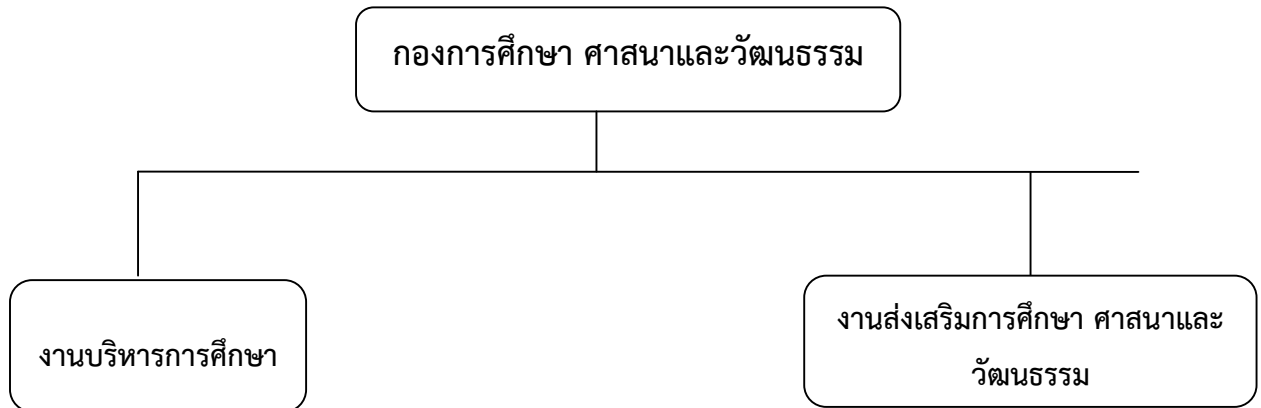 กองการศึกษา ศาสนาและวัฒนธรรม
งานบริหารการศึกษา
งานส่งเสริมการศึกษา ศาสนาและ
วัฒนธรรม